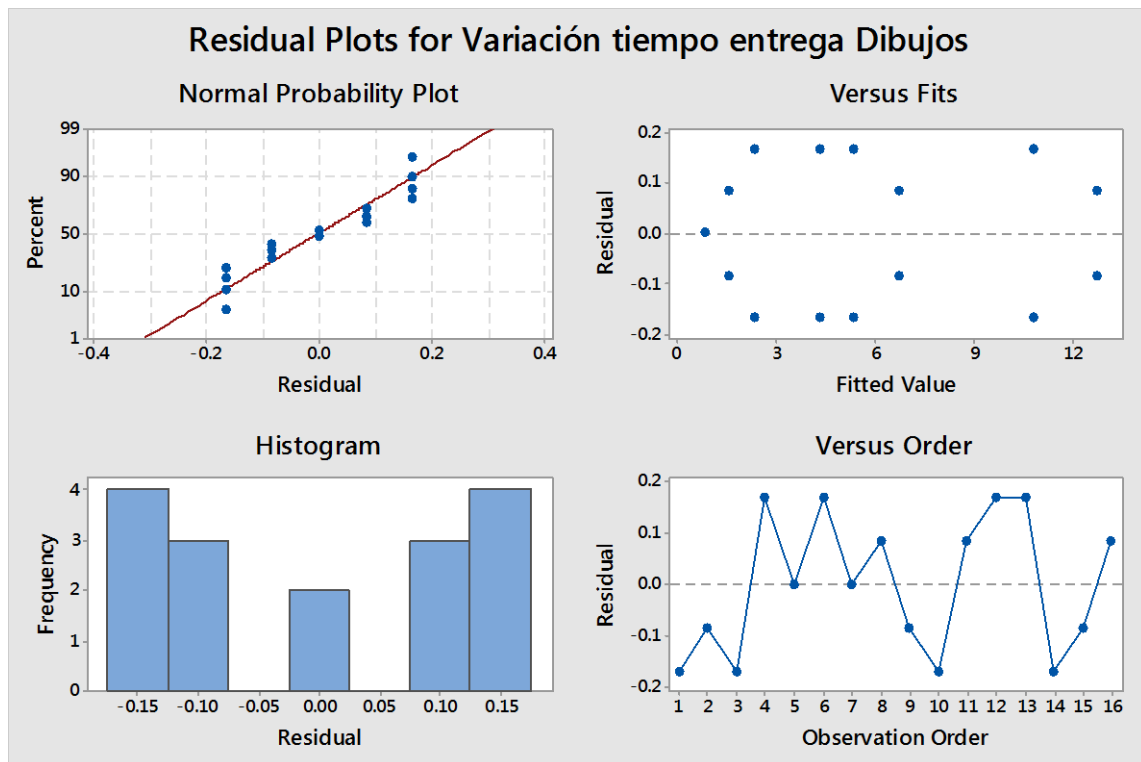 Residual Plots for Variación tiempo entrega Dibujos
Normal Probability Plot
99
90
50
10
1
Percent
-0.4 -0.2 0.0 0.2 0.4
Residual
Versus Fits
0.2
0.1
0.0
-0.1
-0.2
Residual
0 3 6 9 12
Fitted Value
Histogram
4
3
2
1
0
Frequency
-0.15 -0.10 -0.05 0.00 0.05 0.10 0.15
Residual
Versus Order
0.2
0.1
0.0
-0.1
-0.2
Residual
1 2 3 4 5 6 7 8 9 10 11 12 13 14 15 16
Observation Order